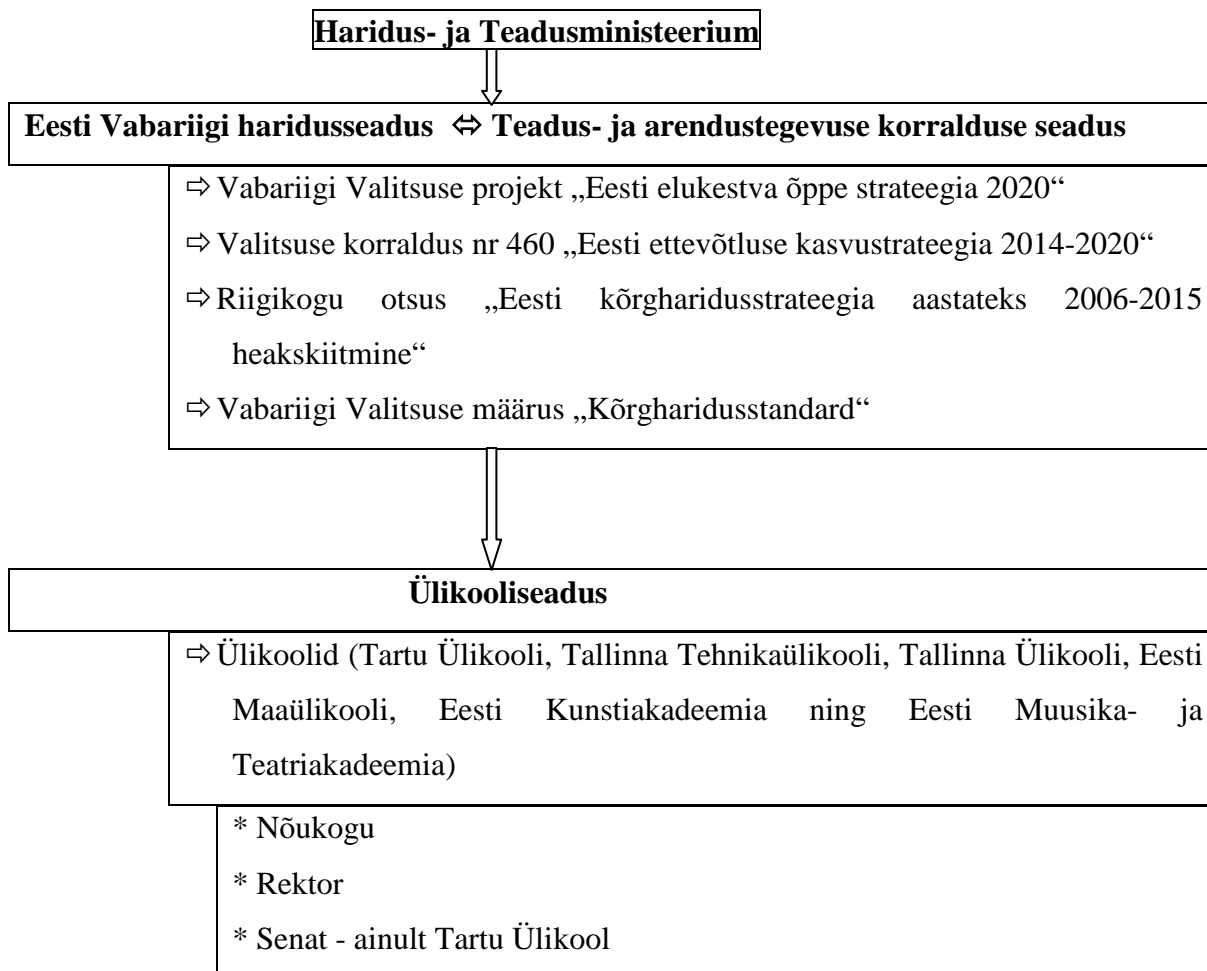 Haridus- ja Teadusministeerium
Eesti Vabariigi haridusseadus ⇔ Teadus- ja arendustegevuse korralduse seadus
⇨ Vabariigi Valitsuse projekt „Eesti elukestva õppe strateegia 2020“
⇨ Valitsuse korraldus nr 460 „Eesti ettevõtluse kasvustrateegia 2014-2020“
⇨ Riigikogu otsus „Eesti kõrgharidusstrateegia aastateks 2006-2015
heakskiitmine“
⇨ Vabariigi Valitsuse määrus „Kõrgharidusstandard“
Ülikooliseadus
⇨ Ülikoolid (Tartu Ülikooli, Tallinna Tehnikaülikooli, Tallinna Ülikooli, Eesti
Maaülikooli, Eesti Kunstiakadeemia ning Eesti Muusika- ja
Teatriakadeemia)
* Nõukogu
* Rektor
* Senat - ainult Tartu Ülikool